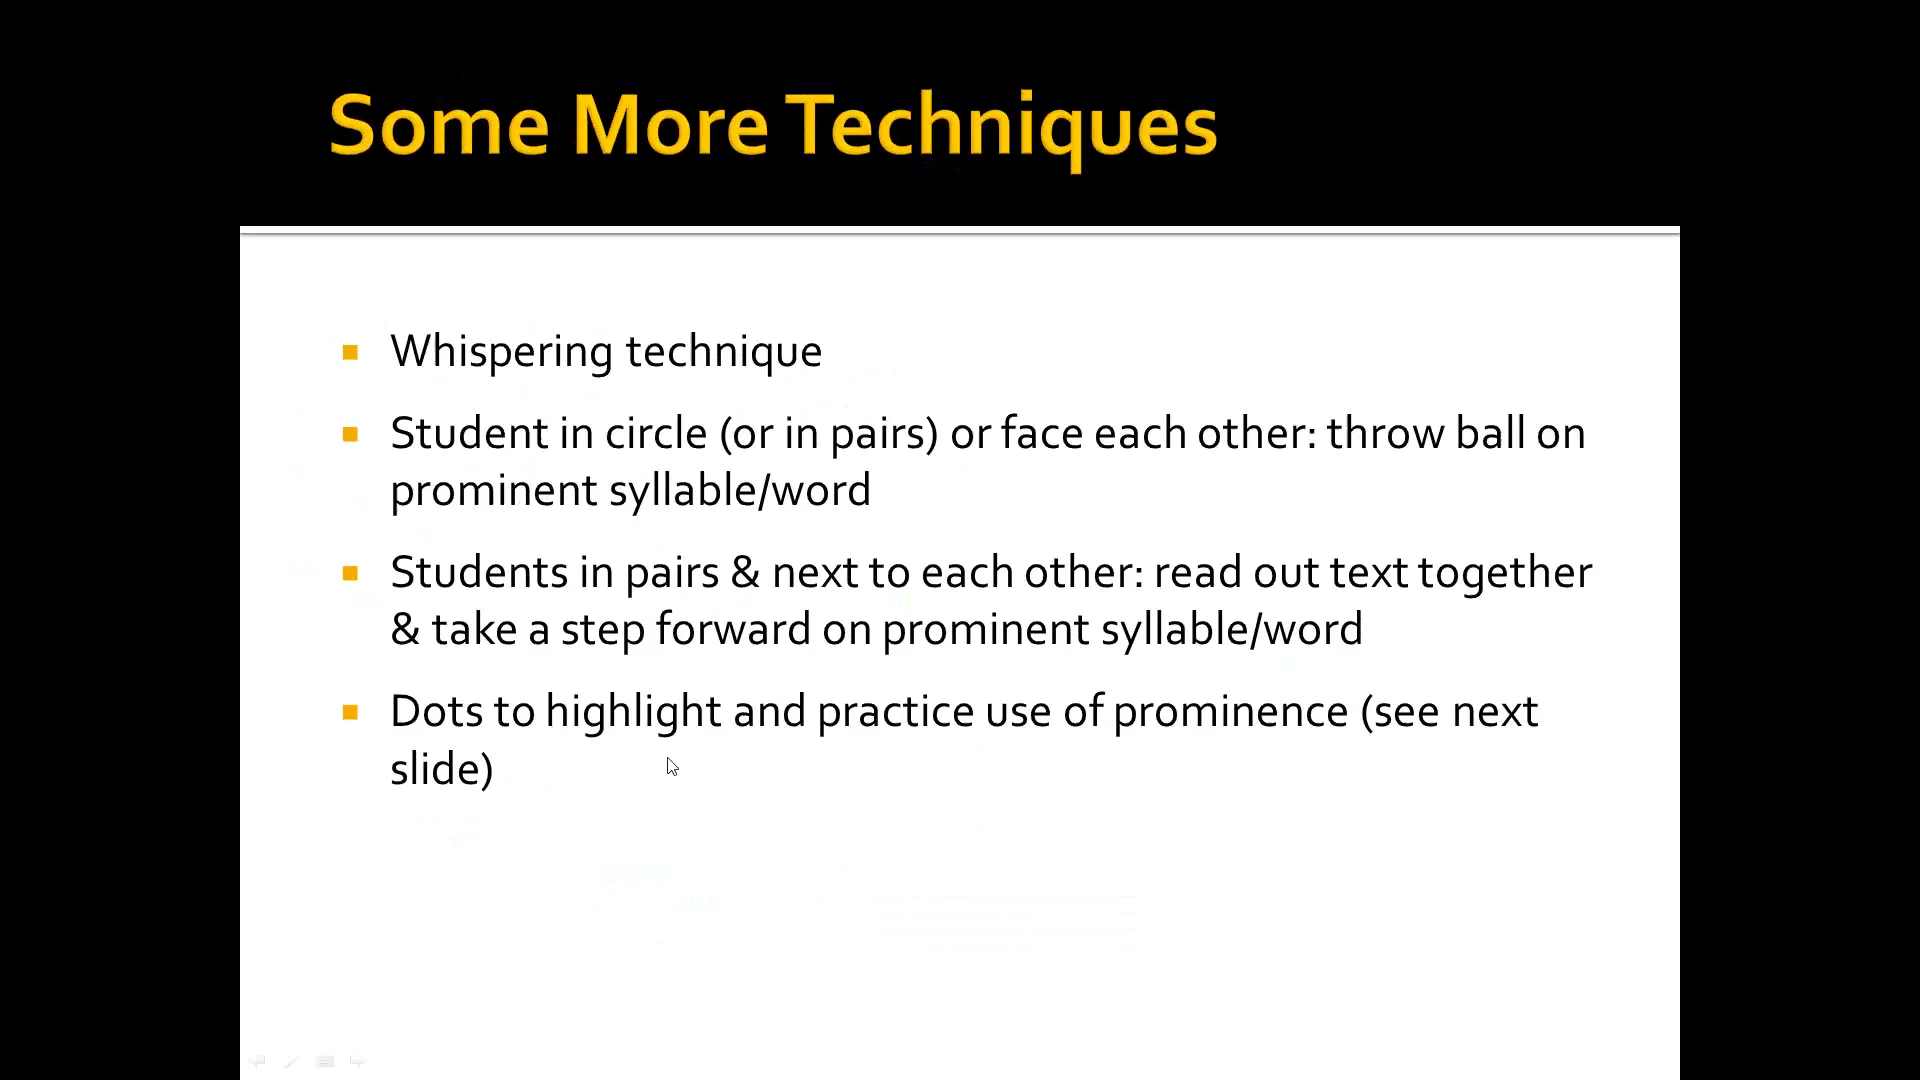 Some More Techniques
Whispering technique
Student in circle (or in pairs) or face each other: throw ball on
prominent syllable/word
Students in pairs & next to each other: read out text together
& take a step forward on prominent syllable/word
Dots to highlight and practice use of prominence (see next
slide)